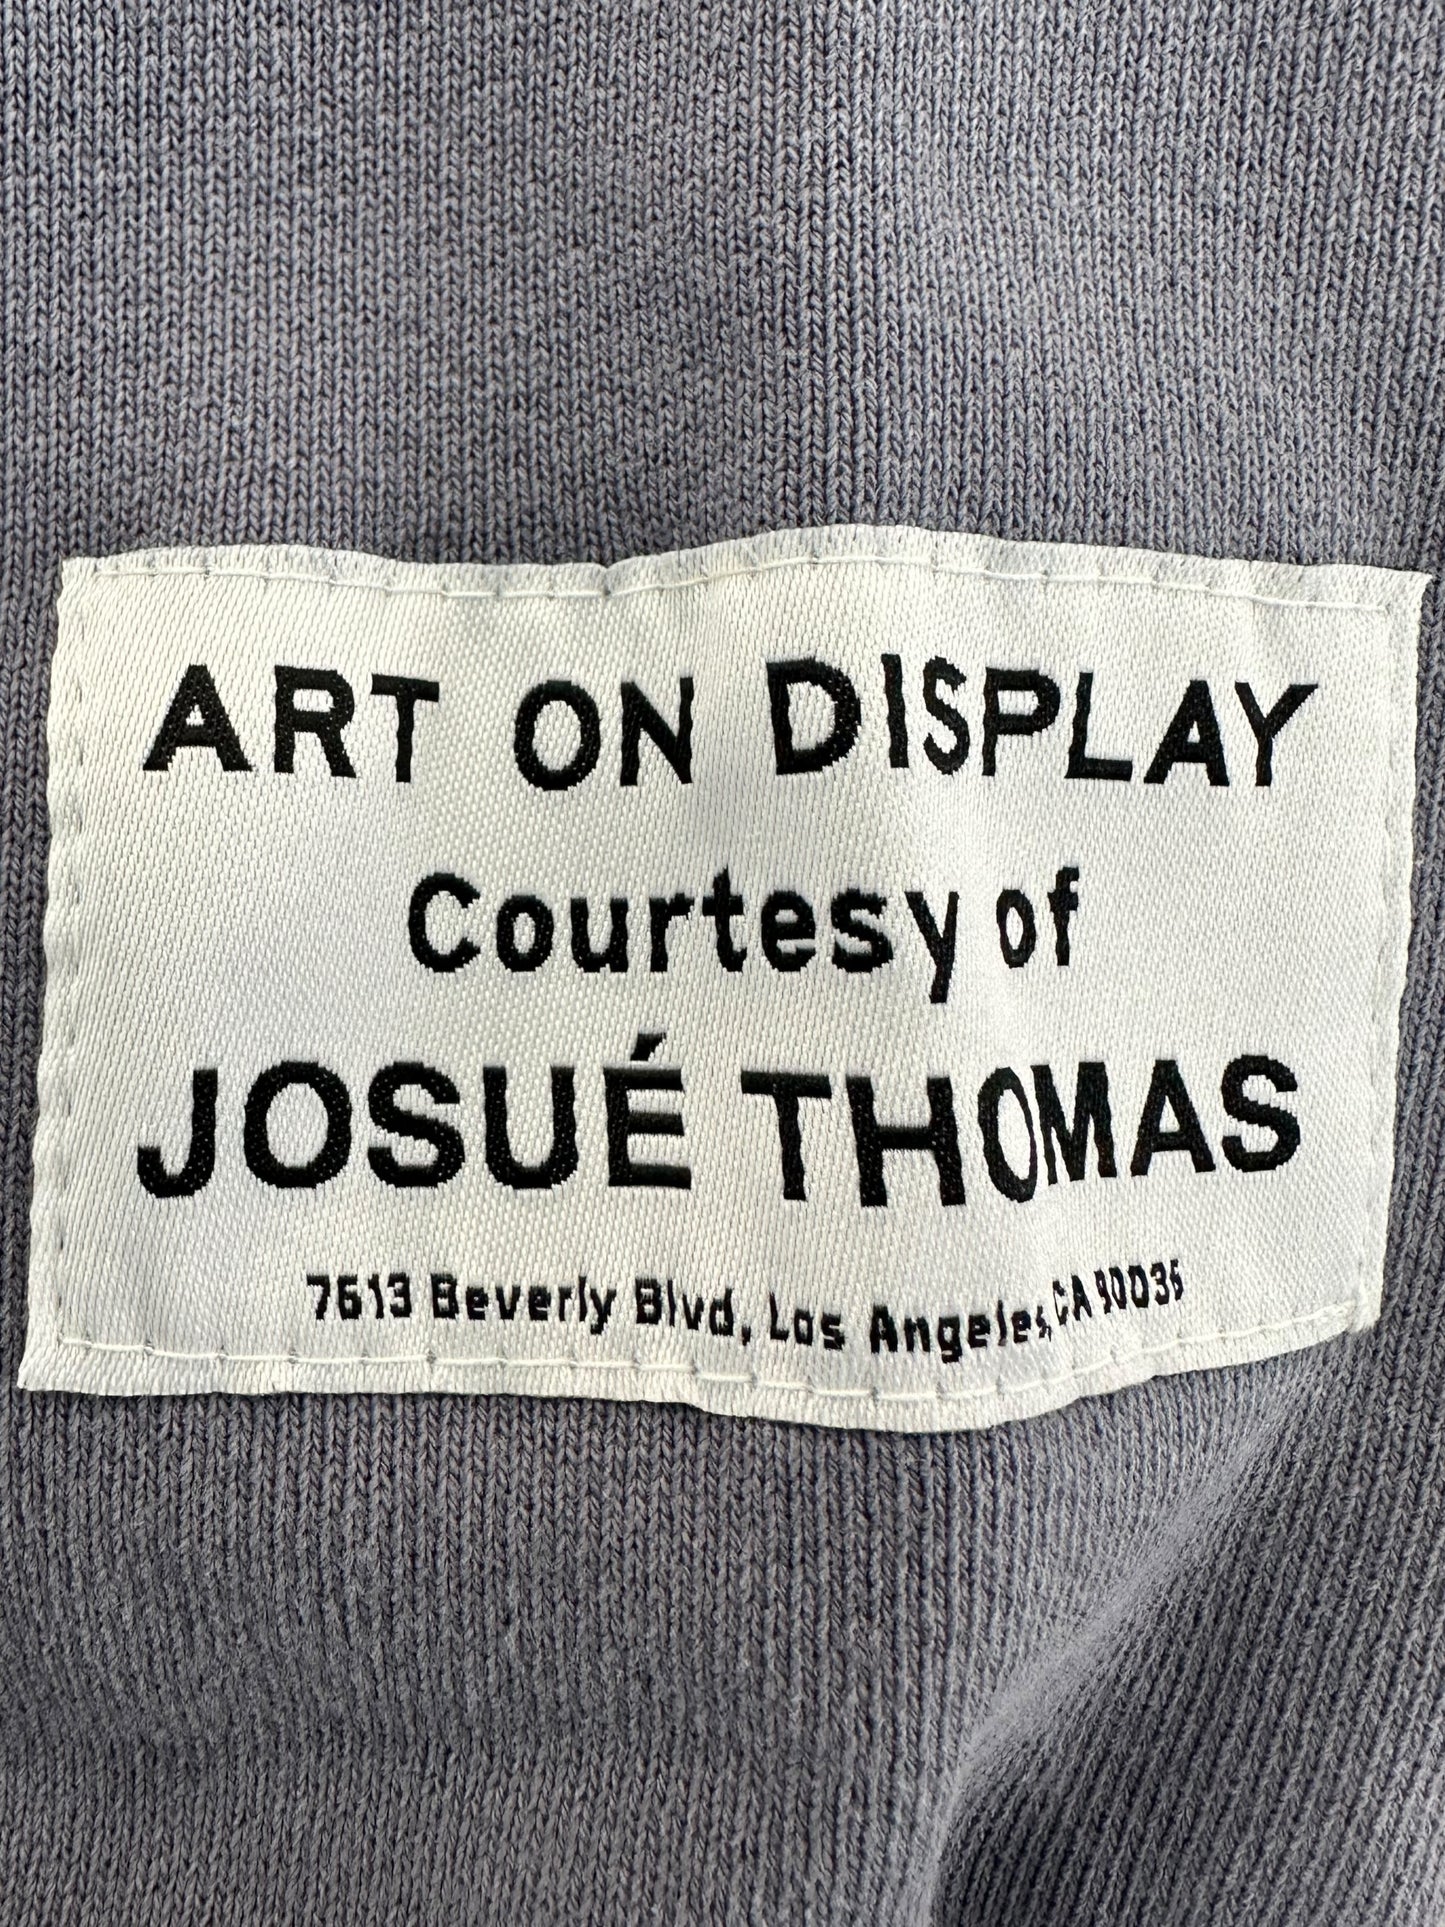 ART ON DISPLAY
Courtesy of
JOSUÉ THOMAS
7613 Beverly Blvd, Los Angeles, CA 90036